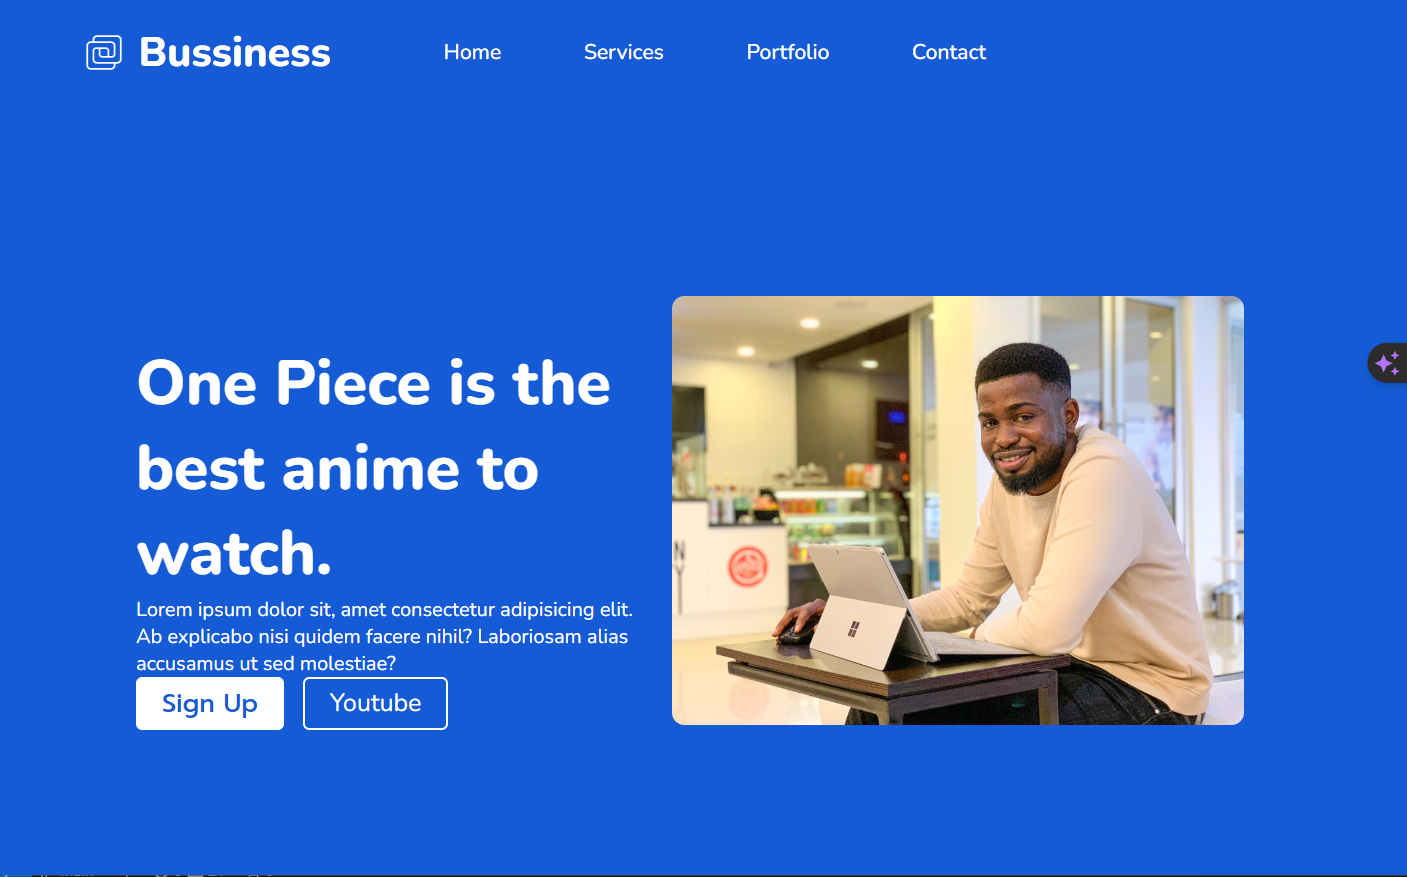 Bussiness
Home
Services
Portfolio
Contact
One Piece is the
best anime to
watch.
Lorem ipsum dolor sit, amet consectetur adipisicing elit.
Ab explicabo nisi quidem facere nihil? Laboriosam alias
accusamus ut sed molestiae?
Sign Up
Youtube